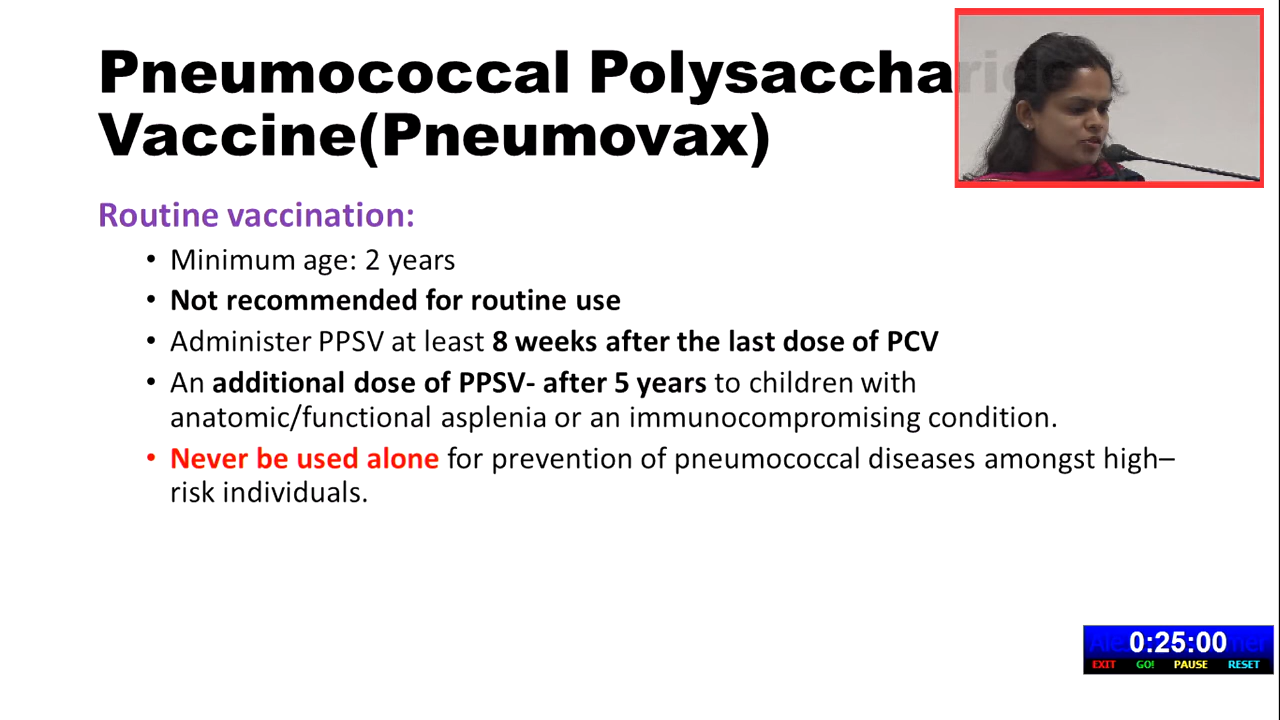 Pneumococcal Polysaccharide
Vaccine(Pneumovax)
Routine vaccination:
• Minimum age: 2 years
• Not recommended for routine use
• Administer PPSV at least 8 weeks after the last dose of PCV
• An additional dose of PPSV- after 5 years to children with
anatomic/functional asplenia or an immunocompromising condition.
• Never be used alone for prevention of pneumococcal diseases amongst high–
risk individuals.
0:25:00
EXIT GO! PAUSE RESET